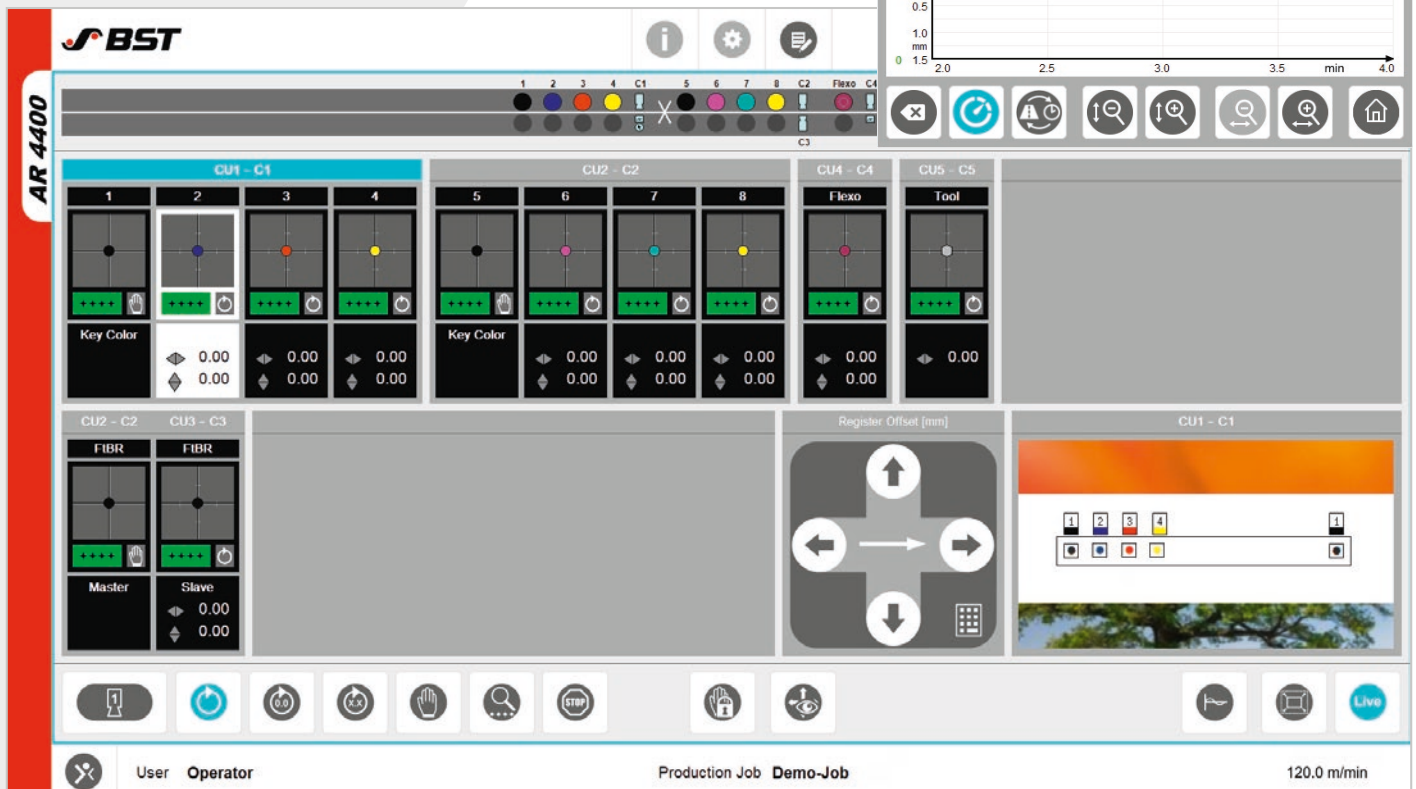 BST
AR 4400
0.5
1.0
mm
0 1.5
2.0 2.5 3.0 3.5 min 4.0
1 2 3 4 C1 5 6 7 8 C2 Flexo C4
C3
CU1 - C1 CU2 - C2 CU4 - C4 CU5 - C5
1 2 3 4 5 6 7 8 Flexo Tool
++++ ++++ ++++ ++++ ++++ ++++ ++++ ++++ ++++ ++++
Key Color Key Color
0.00 0.00 0.00 0.00 0.00 0.00 0.00 0.00
0.00 0.00 0.00 0.00 0.00 0.00 0.00
CU2 - C2 CU3 - C3 Register Offset [mm] CU1 - C1
FtBR FtBR
1 2 3 4 1
++++ ++++
Master Slave
0.00
0.00
1 0.0 X.X STOP 1 Live
User Operator Production Job Demo-Job 120.0 m/min